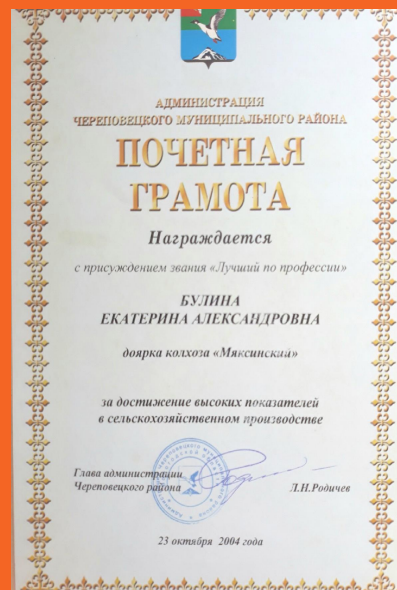 АДМИНИСТРАЦИЯ
ЧЕРЕПОВЕЦКОГО МУНИЦИПАЛЬНОГО РАЙОНА
ПОЧЕТНАЯ
ГРАМОТА
Награждается
с присуждением звания «Лучший по профессии»
БУЛИНА
ЕКАТЕРИНА АЛЕКСАНДРОВНА
доярка колхоза «Мяксинский»
за достижение высоких показателей
в сельскохозяйственном производстве
Глава администрации
Череповецкого района Л.Н.Родичев
23 октября 2004 года